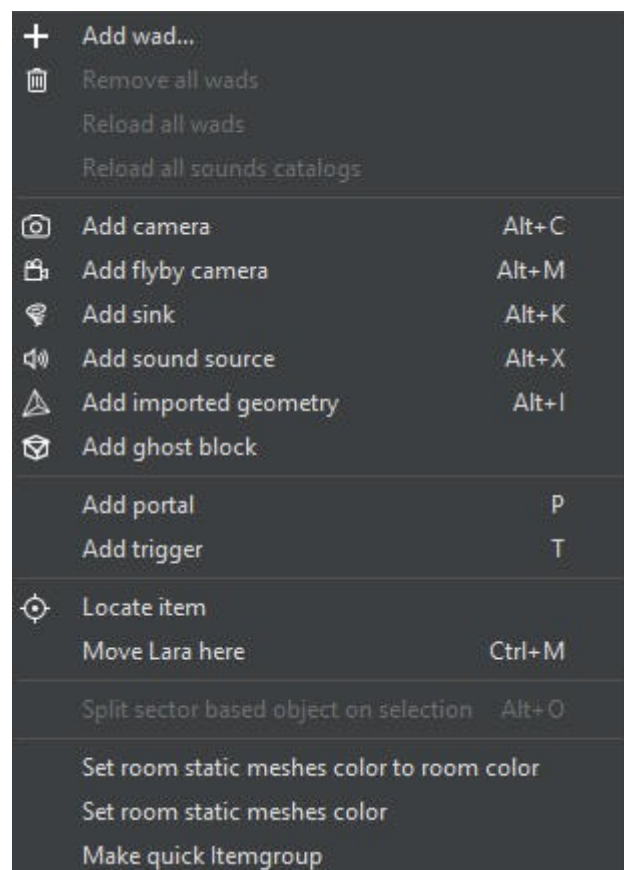 Add wad...
Remove all wads
Reload all wads
Reload all sounds catalogs
Add camera Alt+C
Add flyby camera Alt+M
Add sink Alt+K
Add sound source Alt+X
Add imported geometry Alt+I
Add ghost block
Add portal P
Add trigger T
Locate item
Move Lara here Ctrl+M
Split sector based object on selection Alt+O
Set room static meshes color to room color
Set room static meshes color
Make quick Itemgroup